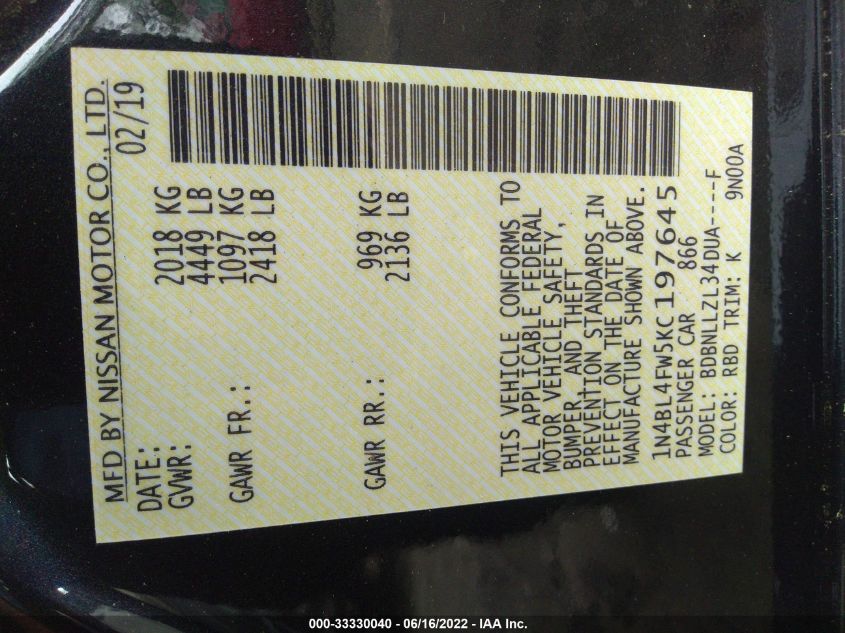 MFD BY NISSAN MOTOR CO., LTD.
DATE: 02/19
GVWR: 2018 KG
4449 LB
GAWR FR.: 1097 KG
2418 LB
GAWR RR.: 969 KG
2136 LB
THIS VEHICLE CONFORMS TO
ALL APPLICABLE FEDERAL
MOTOR VEHICLE SAFETY,
BUMPER, AND THEFT
PREVENTION STANDARDS IN
EFFECT ON THE DATE OF
MANUFACTURE SHOWN ABOVE.
1N4BL4FW5KC197645
PASSENGER CAR 866
MODEL: BDBNLLZL34DUA----F
COLOR: RBD TRIM: K 9N00A
000-33330040 - 06/16/2022 - IAA Inc.